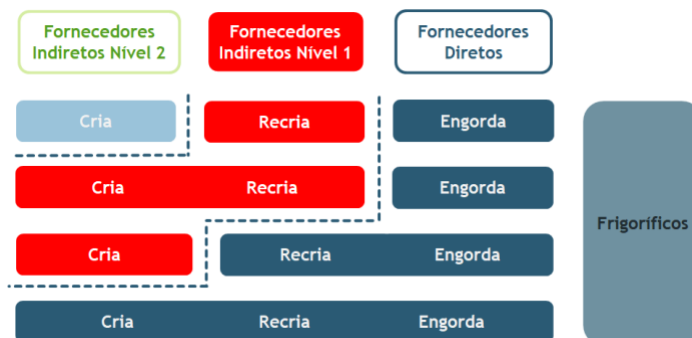 Fornecedores
Indiretos Nível 2
Fornecedores
Indiretos Nível 1
Fornecedores
Diretos
Cria
Recria
Engorda
Cria
Recria
Engorda
Frigoríficos
Cria
Recria
Engorda
Cria
Recria
Engorda